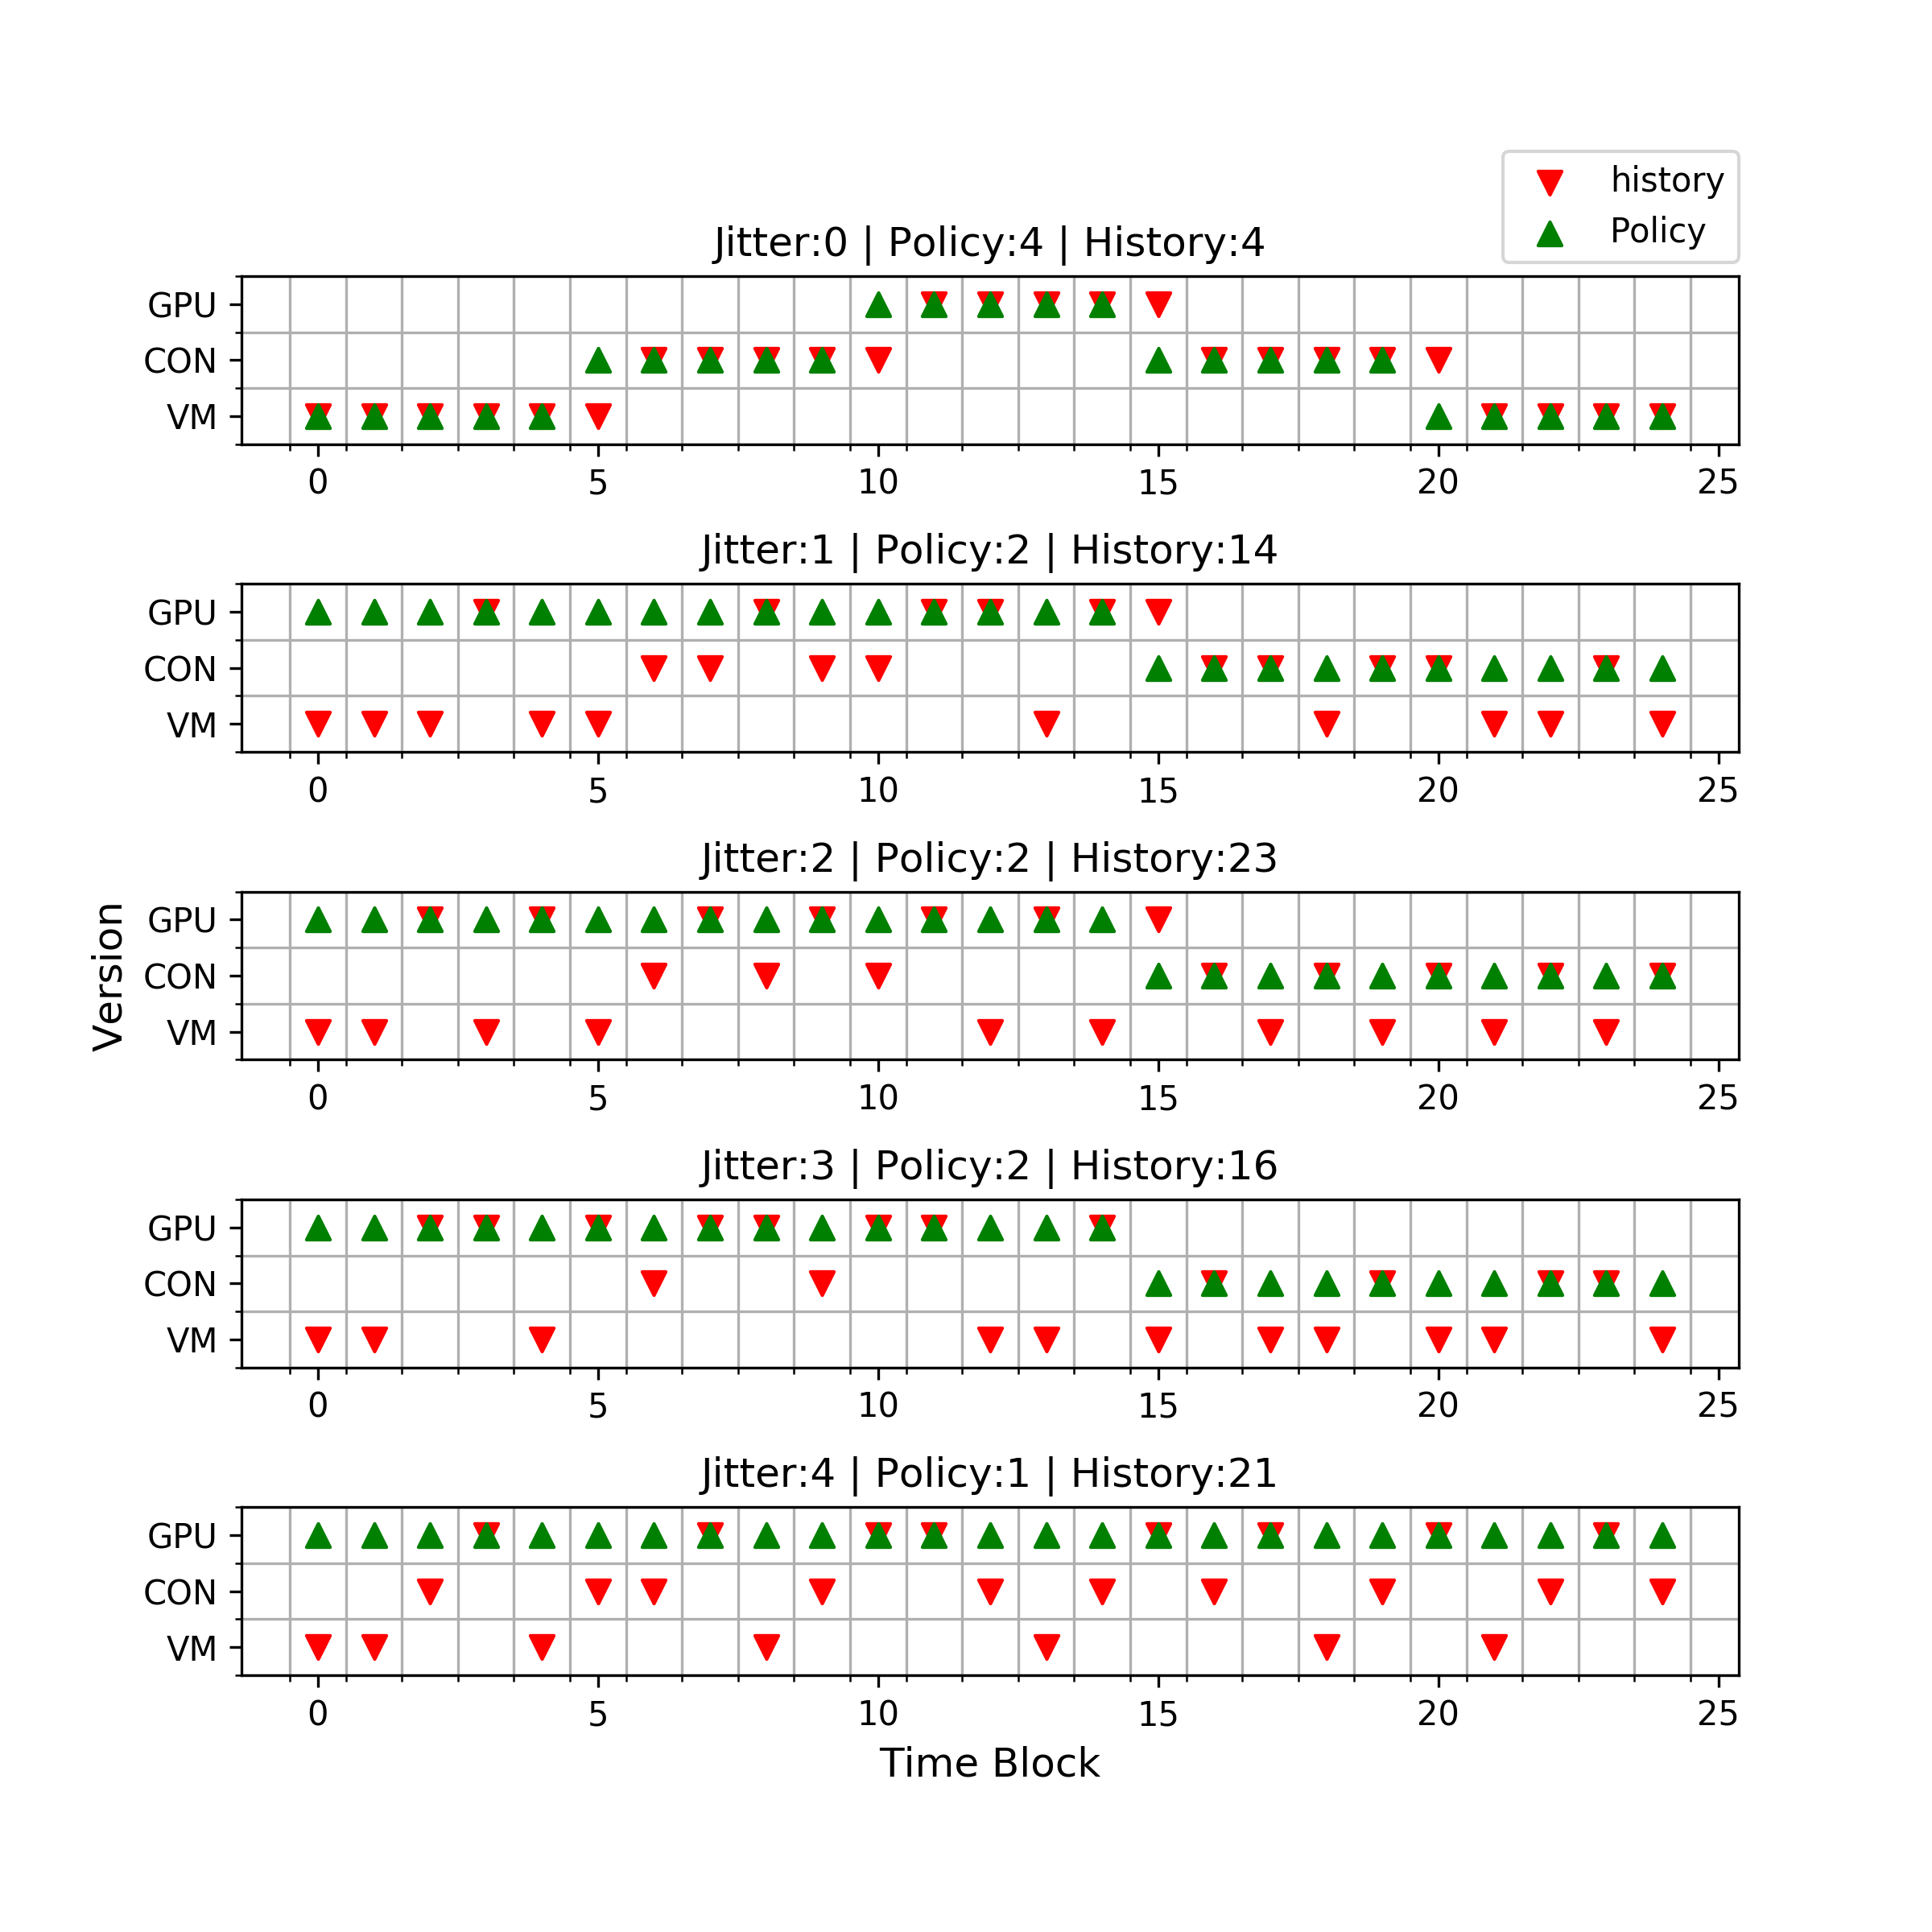 history
Policy
Jitter:0 | Policy:4 | History:4
GPU
CON
VM
0 5 10 15 20 25
Jitter:1 | Policy:2 | History:14
GPU
CON
VM
0 5 10 15 20 25
Jitter:2 | Policy:2 | History:23
Version
GPU
CON
VM
0 5 10 15 20 25
Jitter:3 | Policy:2 | History:16
GPU
CON
VM
0 5 10 15 20 25
Jitter:4 | Policy:1 | History:21
GPU
CON
VM
0 5 10 15 20 25
Time Block